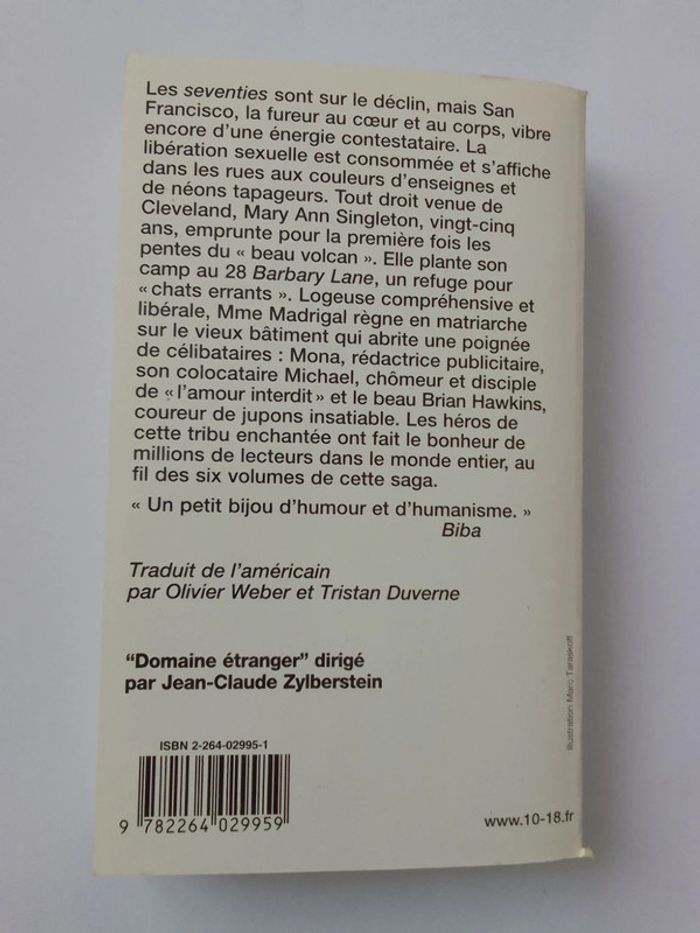 Les seventies sont sur le déclin, mais San
Francisco, la fureur au cœur et au corps, vibre
encore d'une énergie contestataire. La
libération sexuelle est consommée et s'affiche
dans les rues aux couleurs d'enseignes et
de néons tapageurs. Tout droit venue de
Cleveland, Mary Ann Singleton, vingt-cinq
ans, emprunte pour la première fois les
pentes du « beau volcan ». Elle plante son
camp au 28 Barbary Lane, un refuge pour
« chats errants ». Logeuse compréhensive et
libérale, Mme Madrigal règne en matriarche
sur le vieux bâtiment qui abrite une poignée
de célibataires : Mona, rédactrice publicitaire,
son colocataire Michael, chômeur et disciple
de « l'amour interdit » et le beau Brian Hawkins,
coureur de jupons insatiable. Les héros de
cette tribu enchantée ont fait le bonheur de
millions de lecteurs dans le monde entier, au
fil des six volumes de cette saga.
« Un petit bijou d'humour et d'humanisme. »
Biba
Traduit de l'américain
par Olivier Weber et Tristan Duverne
"Domaine étranger" dirigé
par Jean-Claude Zylberstein
Illustration Marc Taraskoff
ISBN 2-264-02995-1
9 782264 029959
www.10-18.fr